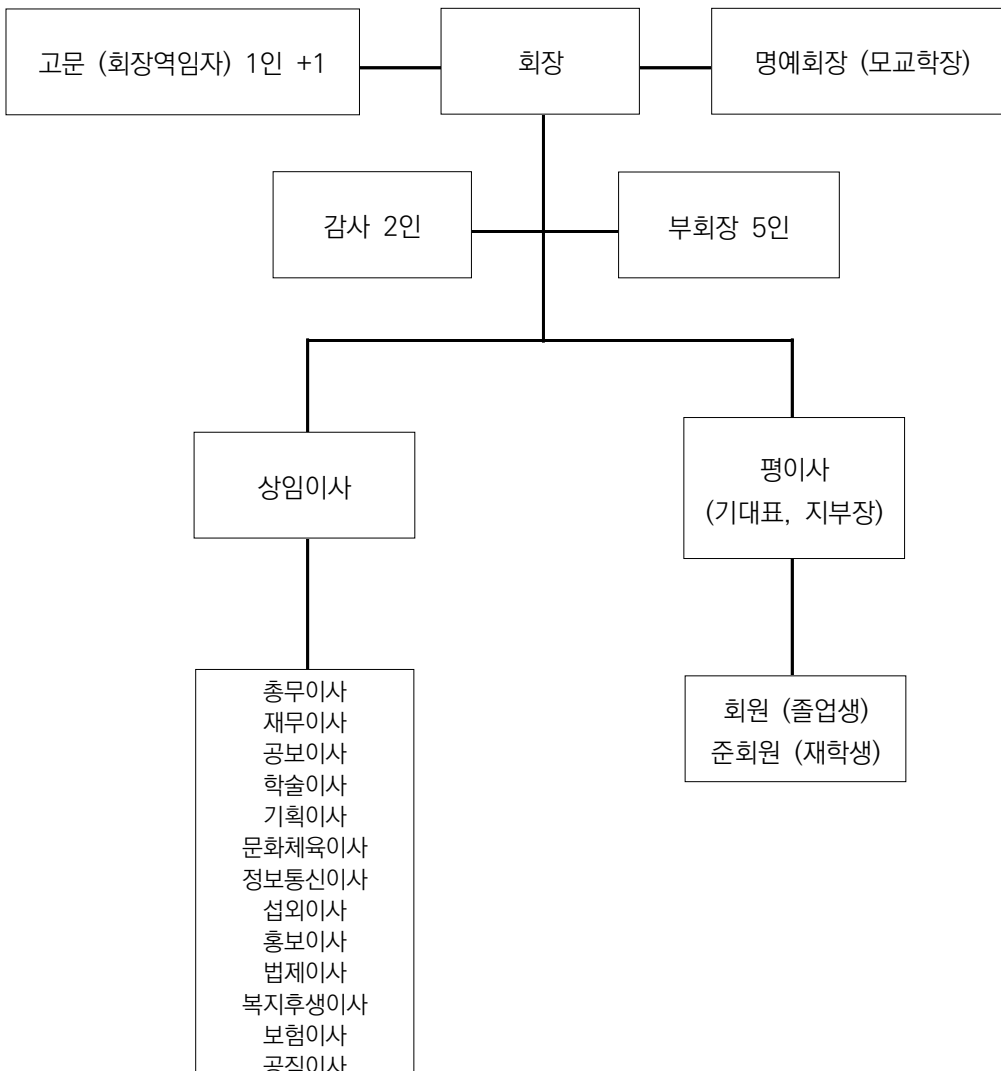 고문 (회장역임자) 1인 +1
회장
명예회장 (모교학장)
감사 2인
부회장 5인
상임이사
평이사
(기대표, 지부장)
총무이사
재무이사
공보이사
학술이사
기획이사
문화체육이사
정보통신이사
섭외이사
홍보이사
법제이사
복지후생이사
보험이사
공직이사
회원 (졸업생)
준회원 (재학생)